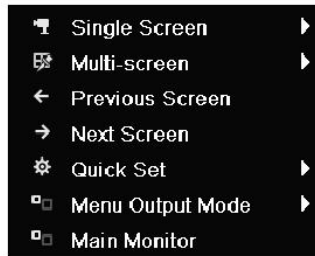 Single Screen
Multi-screen
Previous Screen
Next Screen
Quick Set
Menu Output Mode
Main Monitor